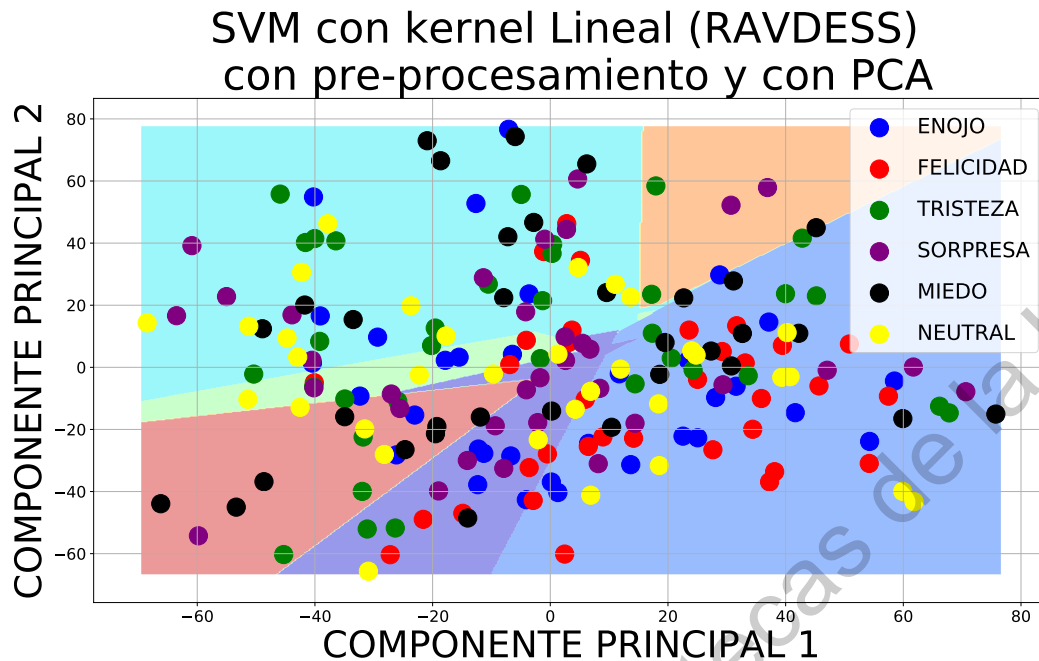 SVM con kernel Lineal (RAVDESS)
con pre-procesamiento y con PCA
COMPONENTE PRINCIPAL 2
80
60
40
20
0
−20
−40
−60
ENOJO
FELICIDAD
TRISTEZA
SORPRESA
MIEDO
NEUTRAL
−60 −40 −20 0 20 40 60 80
COMPONENTE PRINCIPAL 1
de la